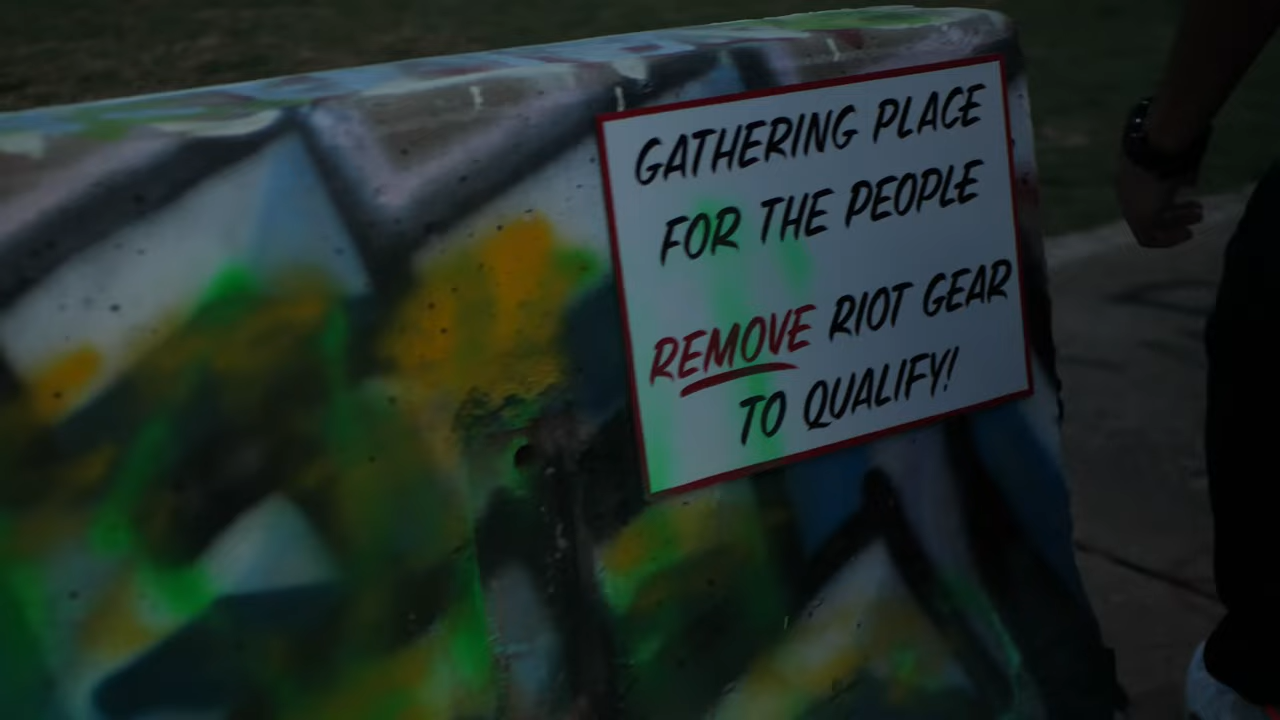 GATHERING PLACE
FOR THE PEOPLE
REMOVE RIOT GEAR
TO QUALIFY!